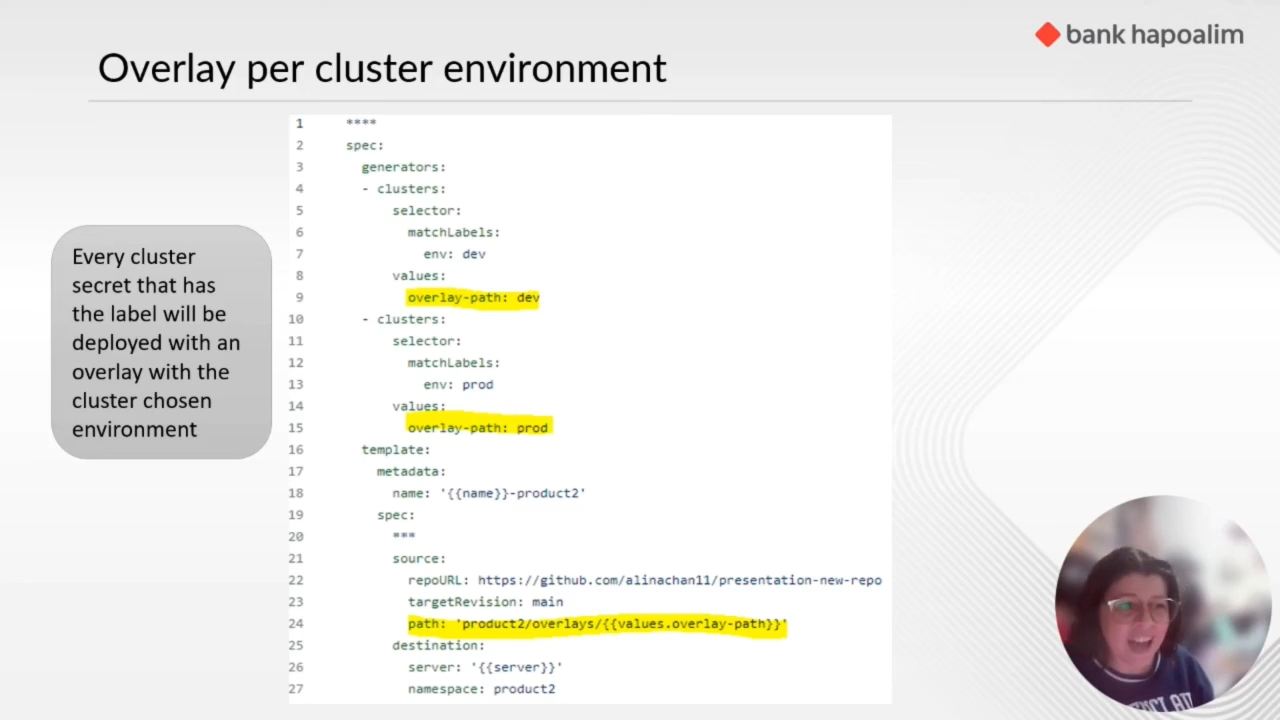 bank hapoalim
Overlay per cluster environment
Every cluster
secret that has
the label will be
deployed with an
overlay with the
cluster chosen
environment
1 ****
2 spec:
3 generators:
4 - clusters:
5 selector:
6 matchLabels:
7 env: dev
8 values:
9 overlay-path: dev
10 - clusters:
11 selector:
12 matchLabels:
13 env: prod
14 values:
15 overlay-path: prod
16 template:
17 metadata:
18 name: '{{name}}-product2'
19 spec:
20 ***
21 source:
22 repoURL: https://github.com/alinachan11/presentation-new-repo
23 targetRevision: main
24 path: 'product2/overlays/{{values.overlay-path}}'
25 destination:
26 server: '{{server}}'
27 namespace: product2